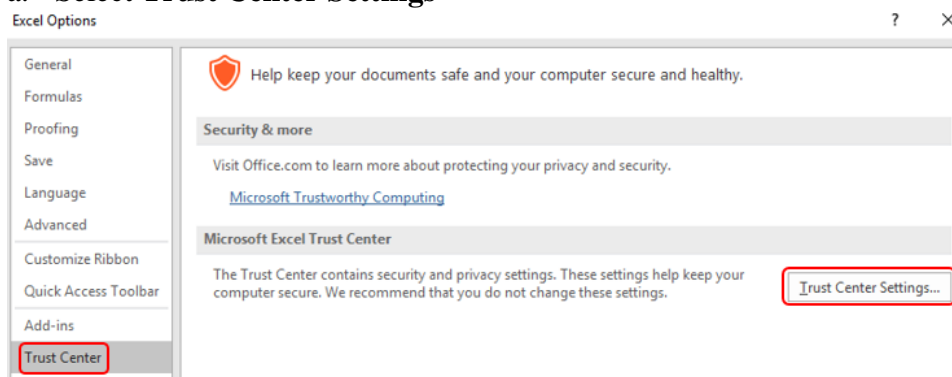 a. Select Trust Center Settings
Excel Options ? X
General
Formulas
Proofing
Save
Language
Advanced
Customize Ribbon
Quick Access Toolbar
Add-ins
Trust Center
Help keep your documents safe and your computer secure and healthy.
Security & more
Visit Office.com to learn more about protecting your privacy and security.
Microsoft Trustworthy Computing
Microsoft Excel Trust Center
The Trust Center contains security and privacy settings. These settings help keep your
computer secure. We recommend that you do not change these settings.
Trust Center Settings...